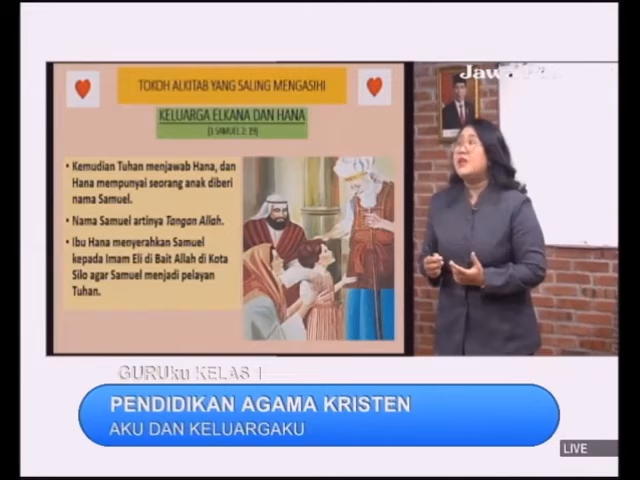 TOKOH ALKITAB YANG SALING MENGASIHI
KELUARGA ELKANA DAN HANA
(1 SAMUEL 2: 19)
• Kemudian Tuhan menjawab Hana, dan
Hana mempunyai seorang anak diberi
nama Samuel.
• Nama Samuel artinya Tangan Allah.
• Ibu Hana menyerahkan Samuel
kepada Imam Eli di Bait Allah di Kota
Silo agar Samuel menjadi pelayan
Tuhan.
GURUku KELAS 1
PENDIDIKAN AGAMA KRISTEN
AKU DAN KELUARGAKU
LIVE